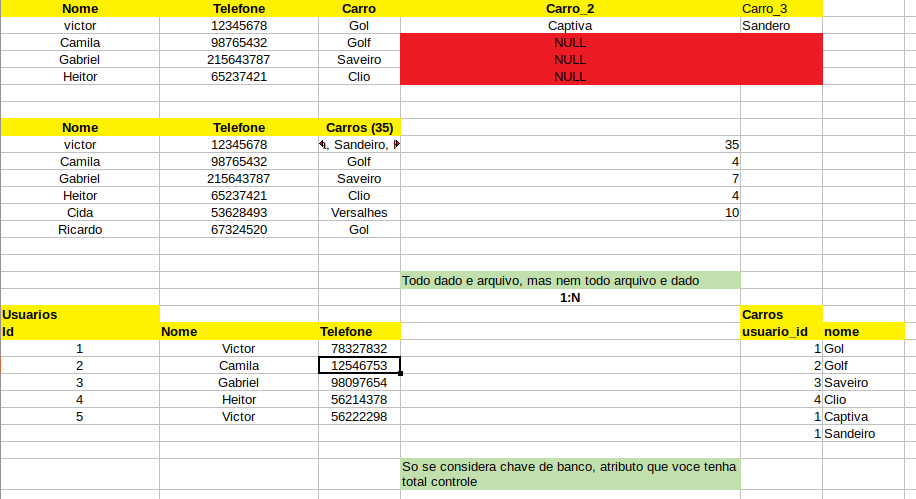 Nome Telefone Carro Carro_2 Carro_3
victor 12345678 Gol Captiva Sandero
Camila 98765432 Golf NULL
Gabriel 215643787 Saveiro NULL
Heitor 65237421 Clio NULL
Nome Telefone Carros (35)
victor 12345678 , Sandeiro, 35
Camila 98765432 Golf 4
Gabriel 215643787 Saveiro 7
Heitor 65237421 Clio 4
Cida 53628493 Versalhes 10
Ricardo 67324520 Gol
Todo dado e arquivo, mas nem todo arquivo e dado
1:N
Usuarios Carros
Id Nome Telefone usuario_id nome
1 Victor 78327832 1 Gol
2 Camila 12546753 2 Golf
3 Gabriel 98097654 3 Saveiro
4 Heitor 56214378 4 Clio
5 Victor 56222298 1 Captiva
1 Sandeiro
So se considera chave de banco, atributo que voce tenha
total controle